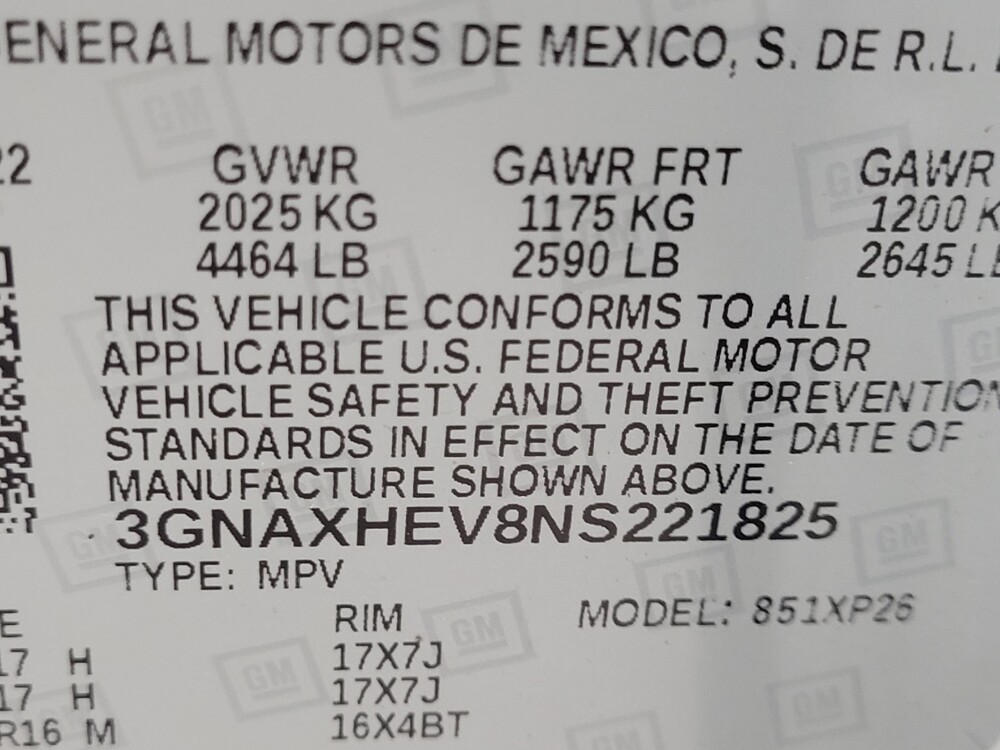 ENERAL MOTORS DE MEXICO, S. DE R.L.
22 GVWR GAWR FRT GAWR
2025 KG 1175 KG 1200 K
4464 LB 2590 LB 2645 LB
THIS VEHICLE CONFORMS TO ALL
APPLICABLE U.S. FEDERAL MOTOR
VEHICLE SAFETY AND THEFT PREVENTION
STANDARDS IN EFFECT ON THE DATE OF
MANUFACTURE SHOWN ABOVE.
3GNAXHEV8NS221825
TYPE: MPV
E RIM MODEL: 851XP26
17 H 17X7J
17 H 17X7J
R16 M 16X4BT